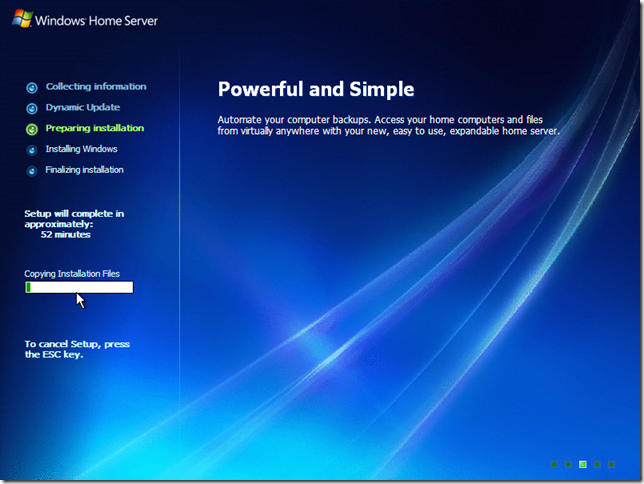 Windows Home Server
Collecting information
Dynamic Update
Preparing installation
Installing Windows
Finalizing installation
Setup will complete in
approximately:
52 minutes
Copying Installation Files
To cancel Setup, press
the ESC key.
Powerful and Simple
Automate your computer backups. Access your home computers and files
from virtually anywhere with your new, easy to use, expandable home server.